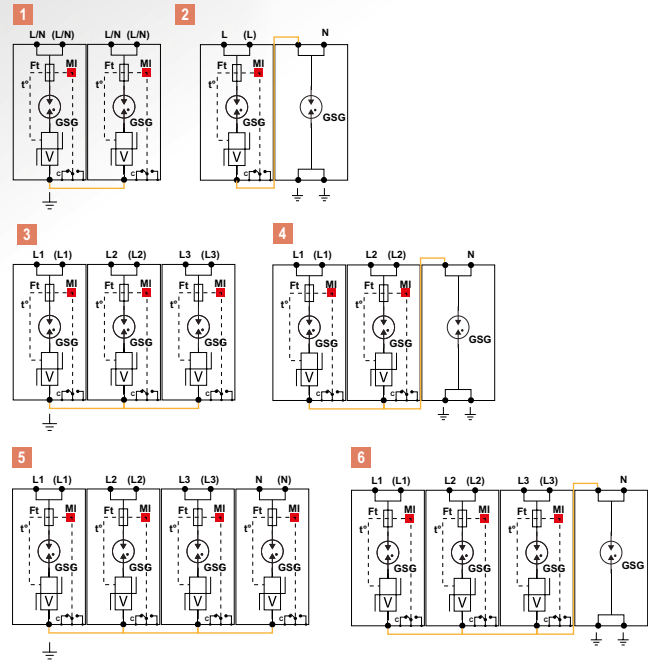 1 2
L/N (L/N) L/N (L/N) L (L) N
Ft MI Ft MI Ft MI
t° t° t°
GSG GSG GSG GSG
V V V
C C C
3 4
L1 (L1) L2 (L2) L3 (L3) L1 (L1) L2 (L2) N
Ft MI Ft MI Ft MI Ft MI Ft MI
t° t° t° t° t°
GSG GSG GSG GSG GSG GSG
V V V V V
C C C C C
5 6
L1 (L1) L2 (L2) L3 (L3) N (N) L1 (L1) L2 (L2) L3 (L3) N
Ft MI Ft MI Ft MI Ft MI Ft MI Ft MI Ft MI
t° t° t° t° t° t° t°
GSG GSG GSG GSG GSG GSG GSG GSG
V V V V V V V
C C C C C C C